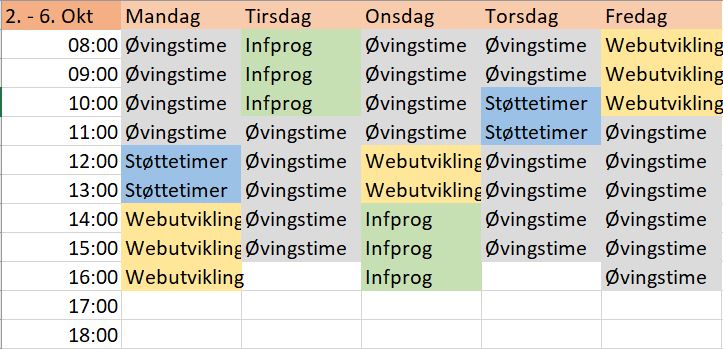 2. - 6. Okt Mandag Tirsdag Onsdag Torsdag Fredag
08:00 Øvingstime Infprog Øvingstime Øvingstime Webutvikling
09:00 Øvingstime Infprog Øvingstime Øvingstime Webutvikling
10:00 Øvingstime Infprog Øvingstime Støttetimer Webutvikling
11:00 Øvingstime Øvingstime Øvingstime Støttetimer Øvingstime
12:00 Støttetimer Øvingstime Webutvikling Øvingstime Øvingstime
13:00 Støttetimer Øvingstime Webutvikling Øvingstime Øvingstime
14:00 Webutvikling Øvingstime Infprog Øvingstime Øvingstime
15:00 Webutvikling Øvingstime Infprog Øvingstime Øvingstime
16:00 Webutvikling Infprog Øvingstime
17:00
18:00